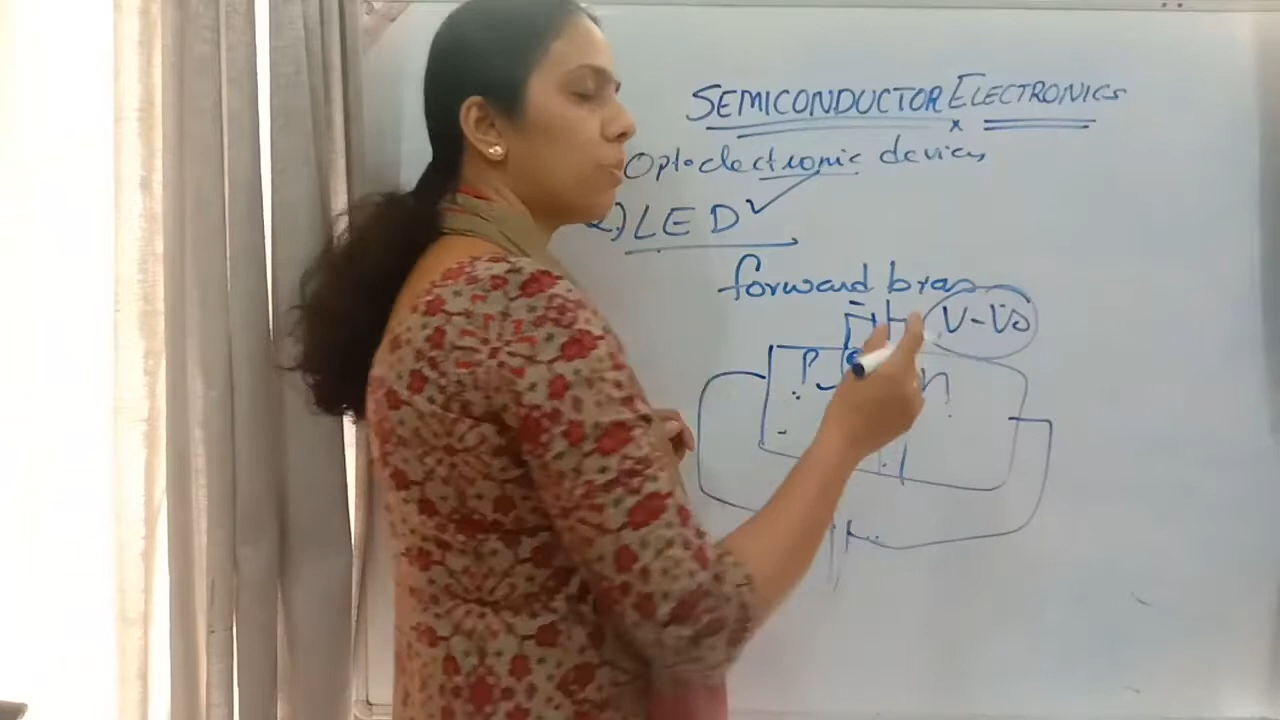 SEMICONDUCTOR ELECTRONICS
Optoelectronic devices
2.) LED ✓
forward bias
V-V0
P n